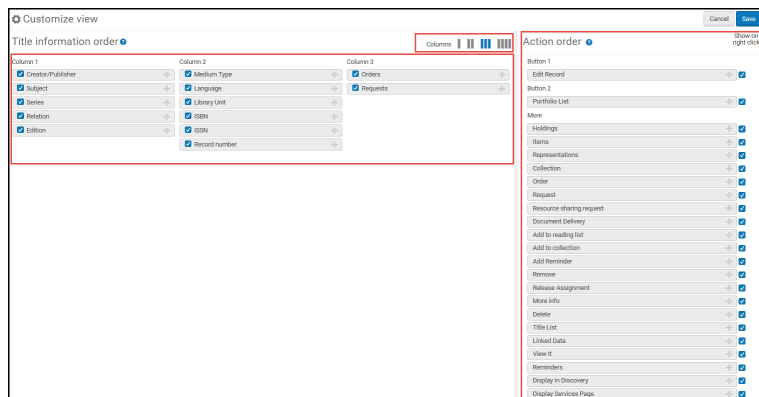 Customize view
Cancel
Save
Title information order
Columns
Action order
Show on
right click
Column 1
Column 2
Column 3
Button 1
Creator/Publisher
Medium Type
Orders
Edit Record
Subject
Language
Requests
Button 2
Series
Library Unit
Portfolio List
Relation
ISBN
More
Edition
ISSN
Holdings
Record number
Items
Representations
Collection
Order
Request
Resource sharing request
Document Delivery
Add to reading list
Add to collection
Add Reminder
Remove
Release Assignment
More info
Delete
Title List
Linked Data
View It
Reminders
Display in Discovery
Display Services Page